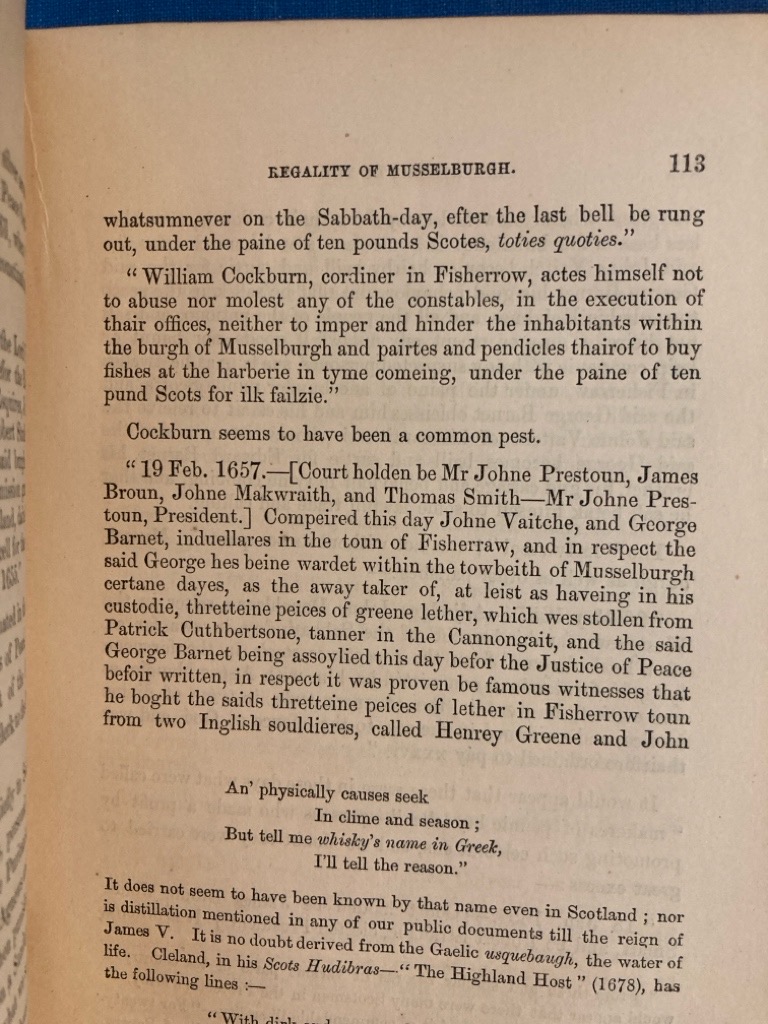 REGALITY OF MUSSELBURGH. 113
whatsumnever on the Sabbath-day, efter the last bell be rung
out, under the paine of ten pounds Scotes, toties quoties."
"William Cockburn, cordiner in Fisherrow, actes himself not
to abuse nor molest any of the constables, in the execution of
thair offices, neither to imper and hinder the inhabitants within
the burgh of Musselburgh and pairtes and pendicles thairof to buy
fishes at the harberie in tyme comeing, under the paine of ten
pund Scots for ilk failzie."
Cockburn seems to have been a common pest.
"19 Feb. 1657.—[Court holden be Mr Johne Prestoun, James
Broun, Johne Makwraith, and Thomas Smith—Mr Johne Pres-
toun, President.] Compeired this day Johne Vaitche, and George
Barnet, induellares in the toun of Fisherraw, and in respect the
said George hes beine wardet within the towbeith of Musselburgh
certane dayes, as the away taker of, at leist as haveing in his
custodie, thretteine peices of greene lether, which wes stollen from
Patrick Cuthbertsone, tanner in the Cannongait, and the said
George Barnet being assoylied this day befor the Justice of Peace
befoir written, in respect it was proven be famous witnesses that
he boght the saids thretteine peices of lether in Fisherrow toun
from two Inglish souldieres, called Henrey Greene and John
An' physically causes seek
In clime and season ;
But tell me whisky's name in Greek,
I'll tell the reason."
It does not seem to have been known by that name even in Scotland ; nor
is distillation mentioned in any of our public documents till the reign of
James V. It is no doubt derived from the Gaelic usquebaugh, the water of
life. Cleland, in his Scots Hudibras—"The Highland Host" (1678), has
the following lines :—
"With